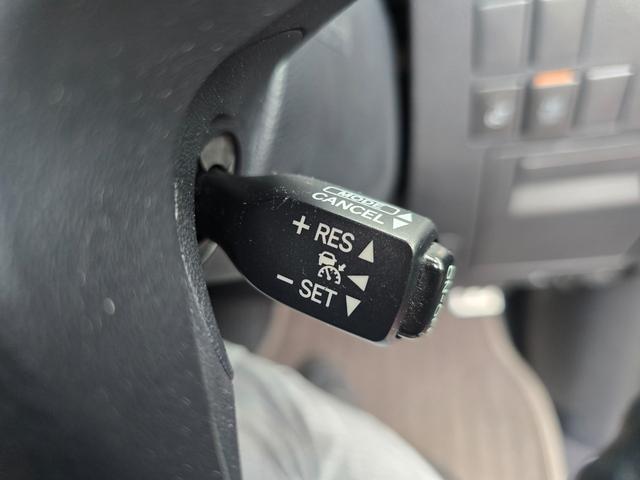 MODE
CANCEL
+ RES
- SET